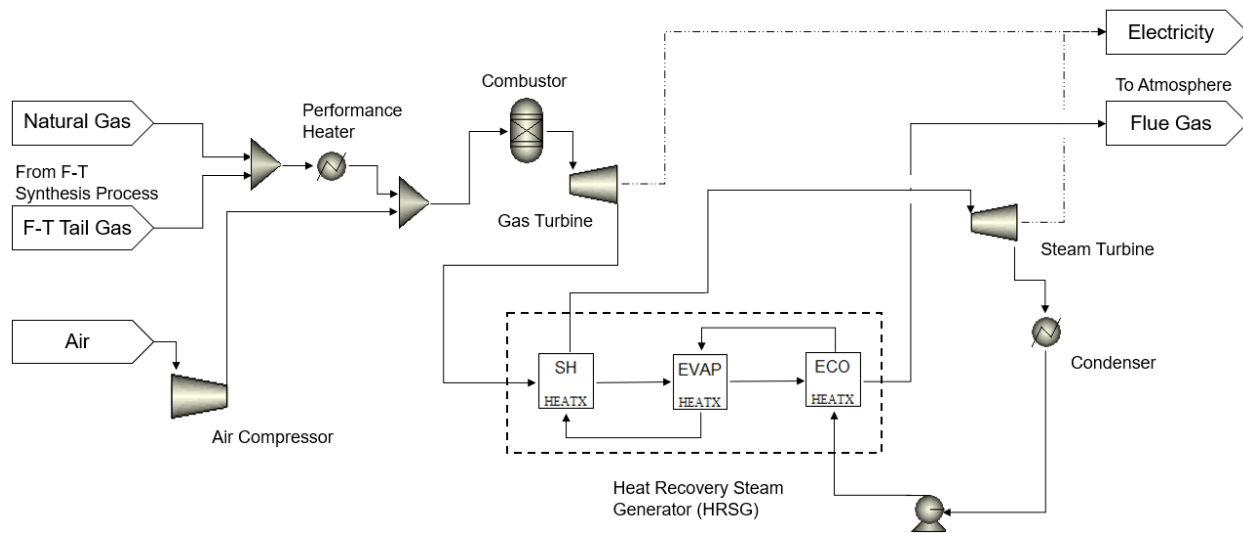 Electricity
Combustor
To Atmosphere
Natural Gas
Performance
Heater
Flue Gas
From F-T
Synthesis Process
F-T Tail Gas
Gas Turbine
Steam Turbine
Air
SH
HEATX
EVAP
HEATX
ECO
HEATX
Condenser
Air Compressor
Heat Recovery Steam
Generator (HRSG)